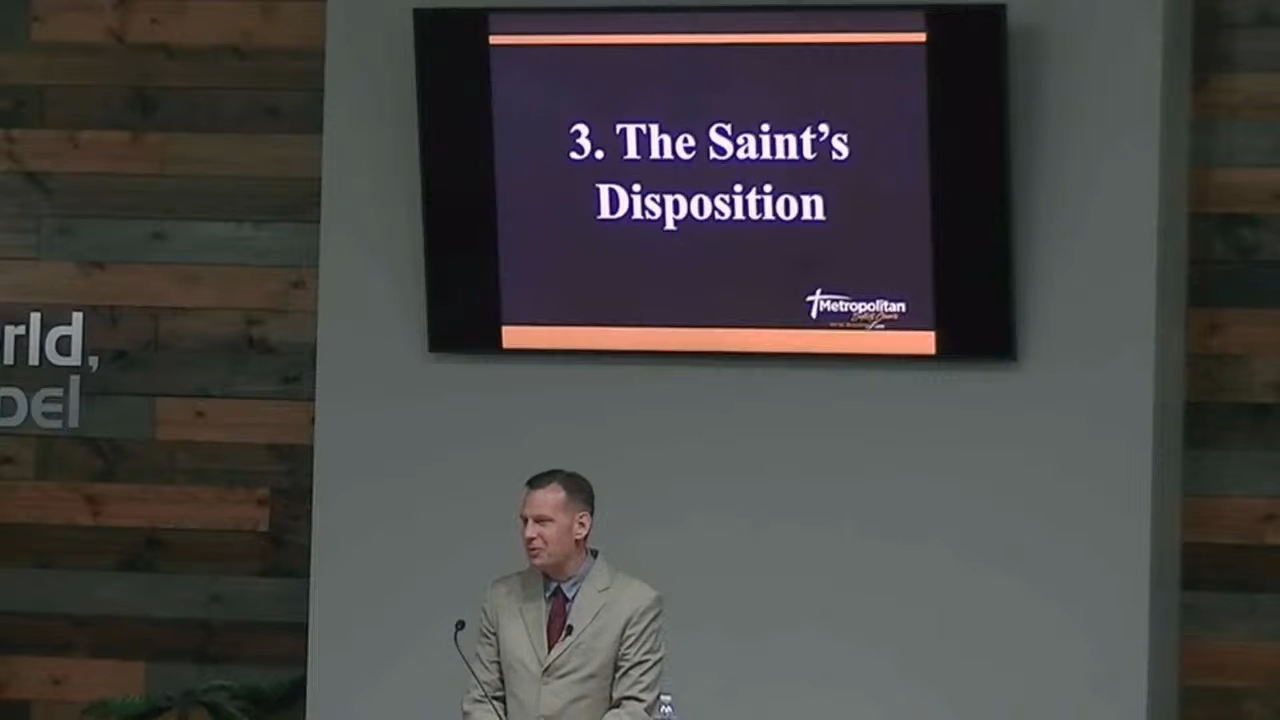 3. The Saint’s
Disposition
Metropolitan
rld,
pel